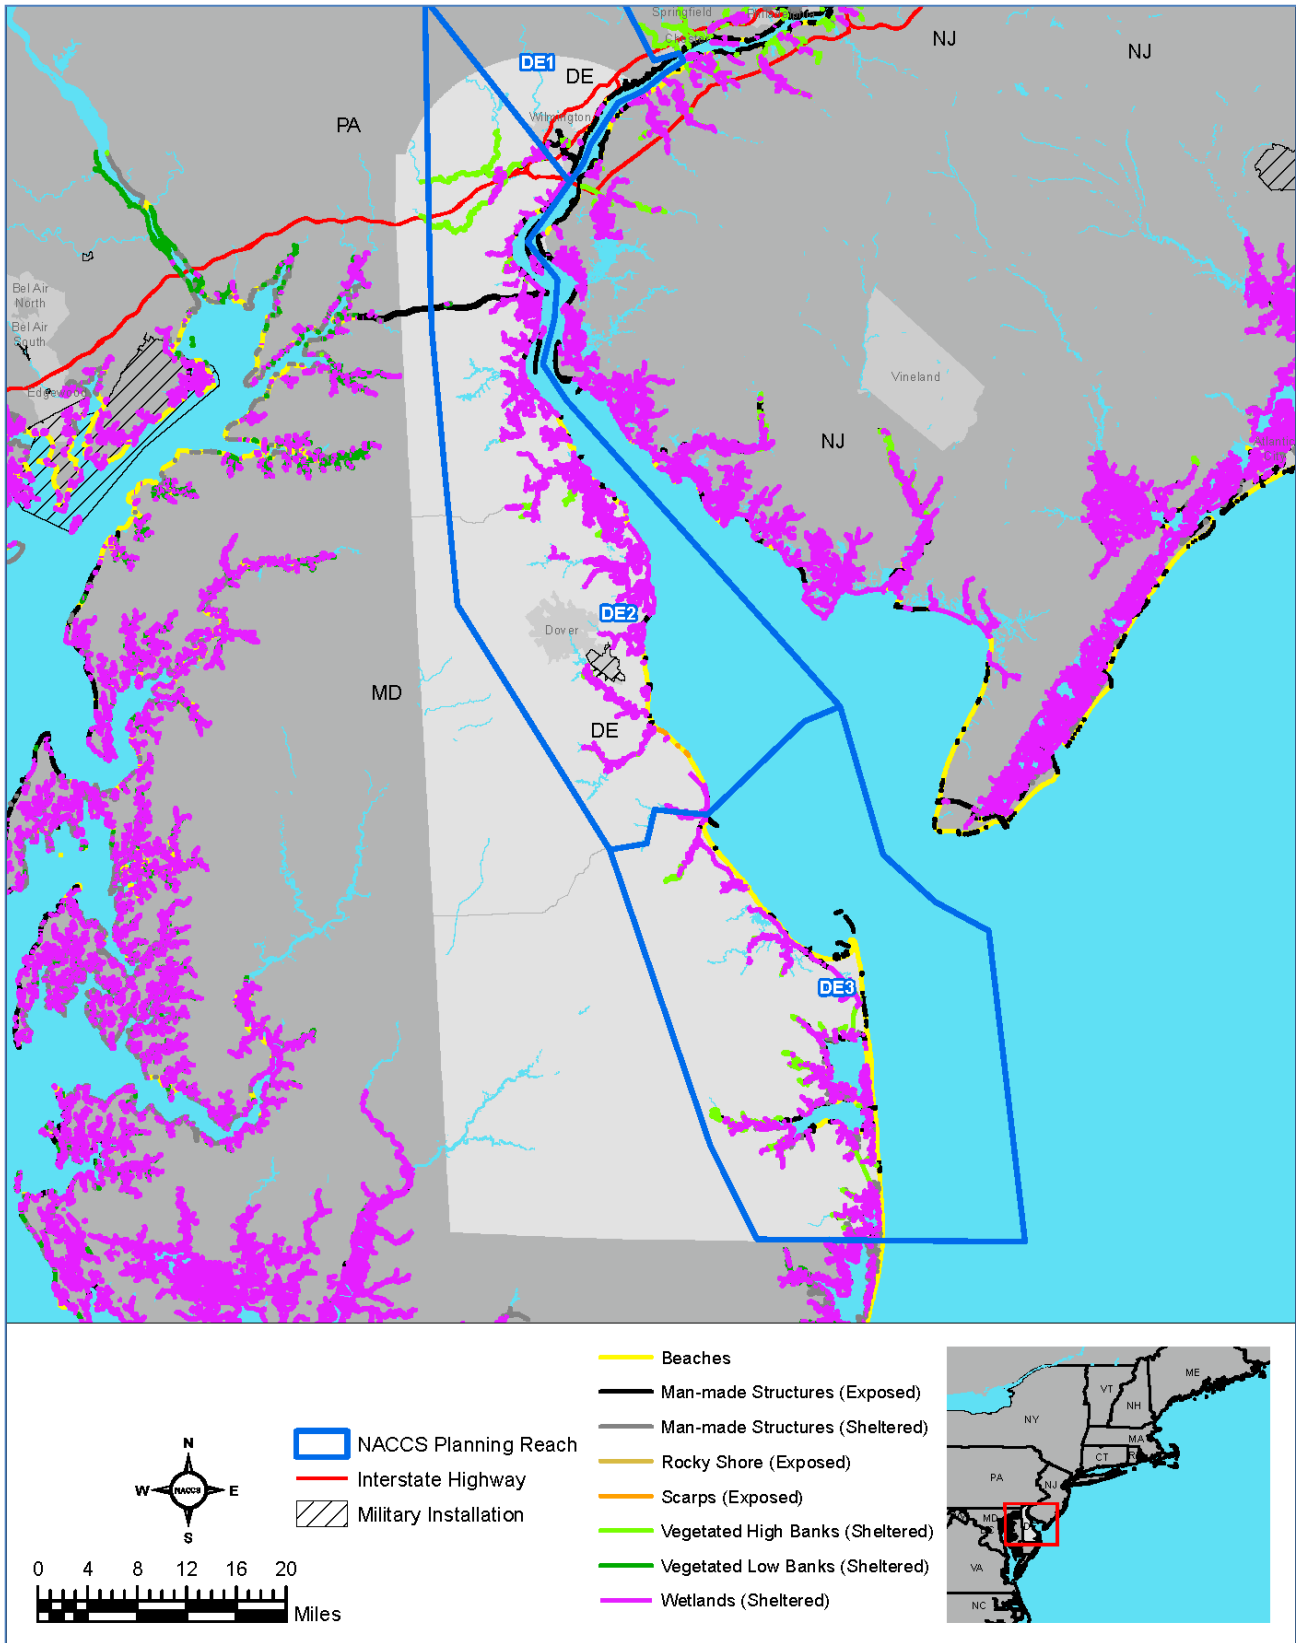 Springfield
Chester
DE1
DE
NJ
NJ
PA
Wilmington
Bel Air
North
Bel Air
South
Edgewood
Vineland
NJ
DE2
Dover
MD
DE
DE3
N
W
NACCS
E
S
0 4 8 12 16 20
Miles
NACCS Planning Reach
Interstate Highway
Military Installation
Beaches
Man-made Structures (Exposed)
Man-made Structures (Sheltered)
Rocky Shore (Exposed)
Scarps (Exposed)
Vegetated High Banks (Sheltered)
Vegetated Low Banks (Sheltered)
Wetlands (Sheltered)
ME
VT
NH
NY
MA
CT
PA
NJ
MD
VA
NC